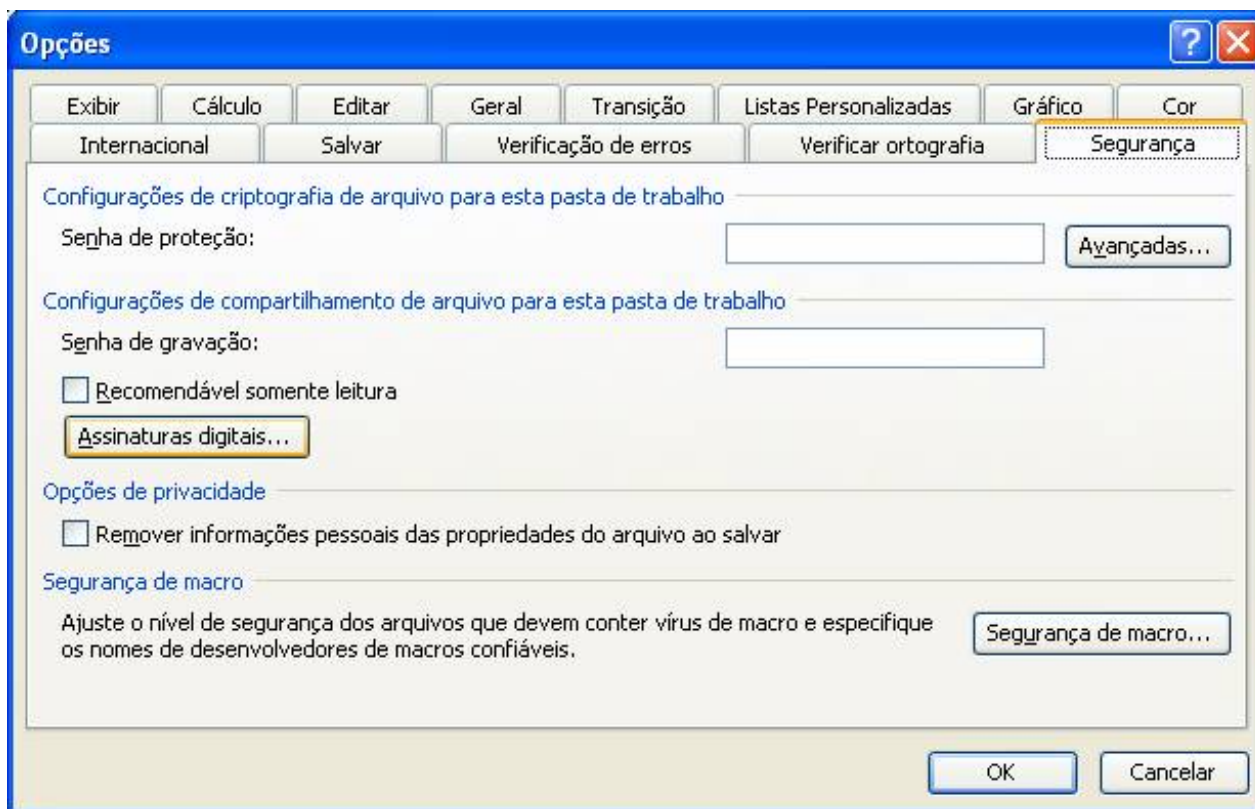 Opções
Exibir Cálculo Editar Geral Transição Listas Personalizadas Gráfico Cor
Internacional Salvar Verificação de erros Verificar ortografia Segurança
Configurações de criptografia de arquivo para esta pasta de trabalho
Senha de proteção: Avançadas...
Configurações de compartilhamento de arquivo para esta pasta de trabalho
Senha de gravação:
Recomendável somente leitura
Assinaturas digitais...
Opções de privacidade
Remover informações pessoais das propriedades do arquivo ao salvar
Segurança de macro
Ajuste o nível de segurança dos arquivos que devem conter vírus de macro e especifique
os nomes de desenvolvedores de macros confiáveis.
Segurança de macro...
OK Cancelar